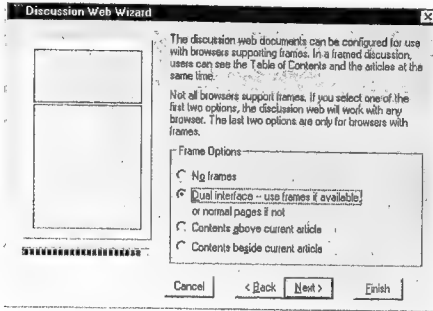 Discussion Web Wizard
The discussion web documents can be configured for use
with browsers supporting frames. In a framed discussion,
users can see the Table of Contents and the articles at the
same time.
Not all browsers support frames. If you select one of the
first two options, the discussion web will work with any
browser. The last two options are only for browsers with
frames.
Frame Options
No frames
Dual interface -- use frames if available,
or normal pages if not
Contents above current article
Contents beside current article
Cancel
< Back
Next >
Finish